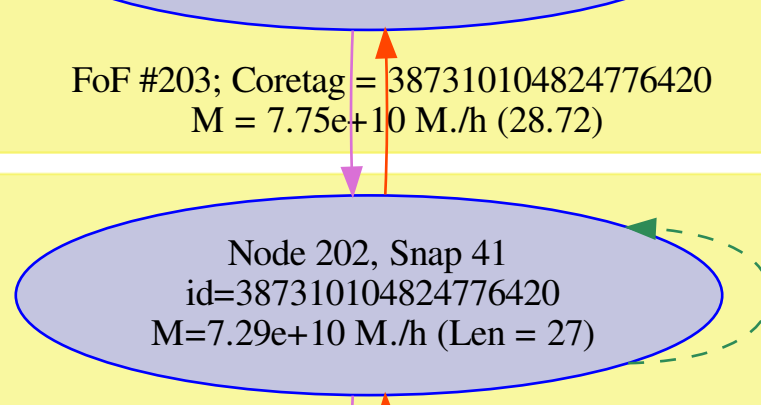 FoF #203; Coretag = 387310104824776420
M = 7.75e+10 M./h (28.72)
Node 202, Snap 41
id=387310104824776420
M=7.29e+10 M./h (Len = 27)